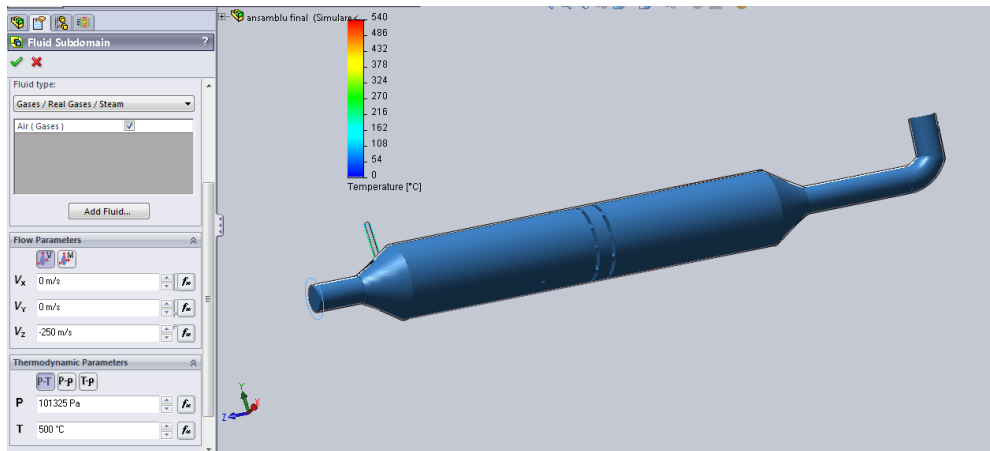 ansamblu final (Simulare<
Fluid Subdomain
?
Fluid type:
Gases / Real Gases / Steam
Air ( Gases )
Add Fluid...
Flow Parameters
V M
Vx 0 m/s
Vy 0 m/s
Vz -250 m/s
Thermodynamic Parameters
P-T P-ρ T-ρ
P 101325 Pa
T 500 °C
540
486
432
378
324
270
216
162
108
54
0
Temperature [°C]
Y
Z X